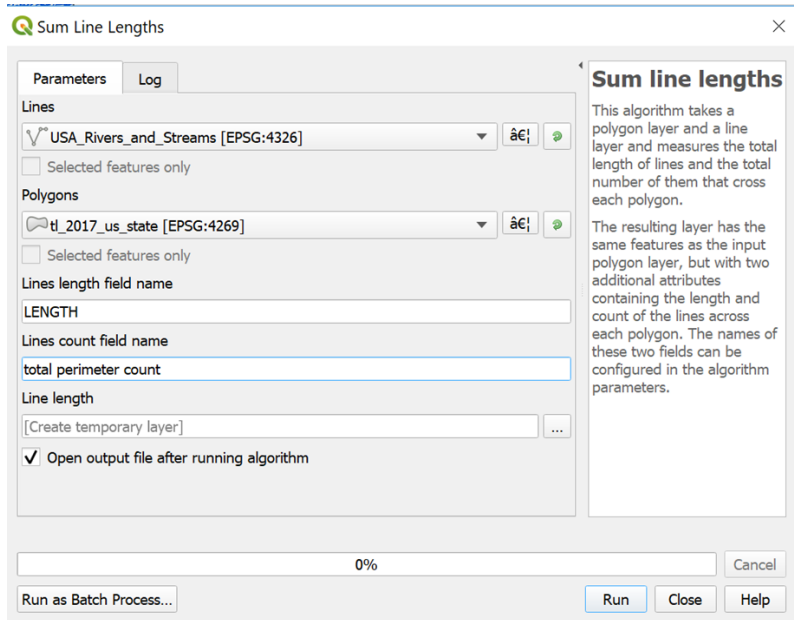 Sum Line Lengths
Parameters
Log
Lines
USA_Rivers_and_Streams [EPSG:4326]
â€¦
Selected features only
Polygons
tl_2017_us_state [EPSG:4269]
â€¦
Selected features only
Lines length field name
LENGTH
Lines count field name
total perimeter count
Line length
[Create temporary layer]
...
Open output file after running algorithm
Sum line lengths
This algorithm takes a
polygon layer and a line
layer and measures the total
length of lines and the total
number of them that cross
each polygon.
The resulting layer has the
same features as the input
polygon layer, but with two
additional attributes
containing the length and
count of the lines across
each polygon. The names of
these two fields can be
configured in the algorithm
parameters.
0%
Cancel
Run as Batch Process...
Run
Close
Help